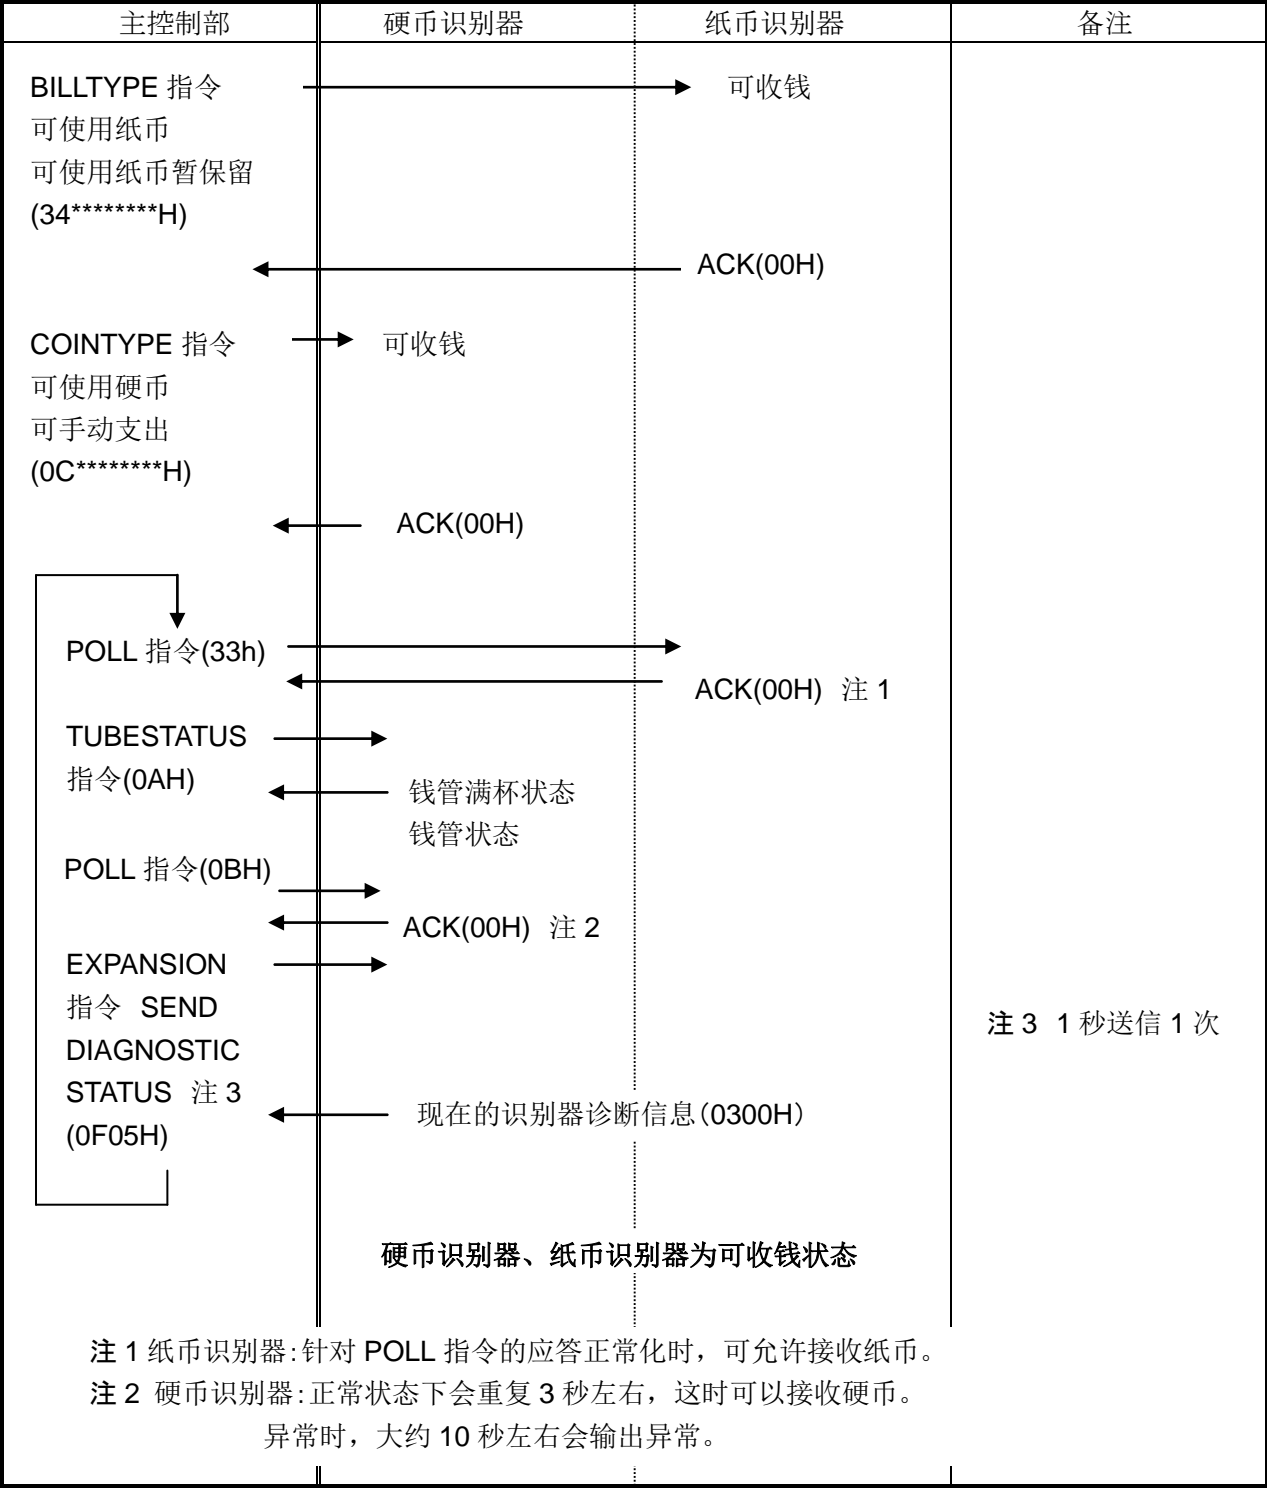 主控制部 硬币识别器 纸币识别器 备注
BILLTYPE 指令 可收钱
可使用纸币
可使用纸币暂保留
(34********H)
ACK(00H)
COINTYPE 指令 可收钱
可使用硬币
可手动支出
(0C********H)
ACK(00H)
POLL 指令(33h)
ACK(00H) 注 1
TUBESTATUS
指令(0AH)
钱管满杯状态
钱管状态
POLL 指令(0BH)
ACK(00H) 注 2
EXPANSION
指令 SEND
DIAGNOSTIC
STATUS 注 3
(0F05H)
注 3 1 秒送信 1 次
现在的识别器诊断信息(0300H)
硬币识别器、纸币识别器为可收钱状态
注 1 纸币识别器:针对 POLL 指令的应答正常化时，可允许接收纸币。
注 2 硬币识别器:正常状态下会重复 3 秒左右，这时可以接收硬币。
异常时，大约 10 秒左右会输出异常。